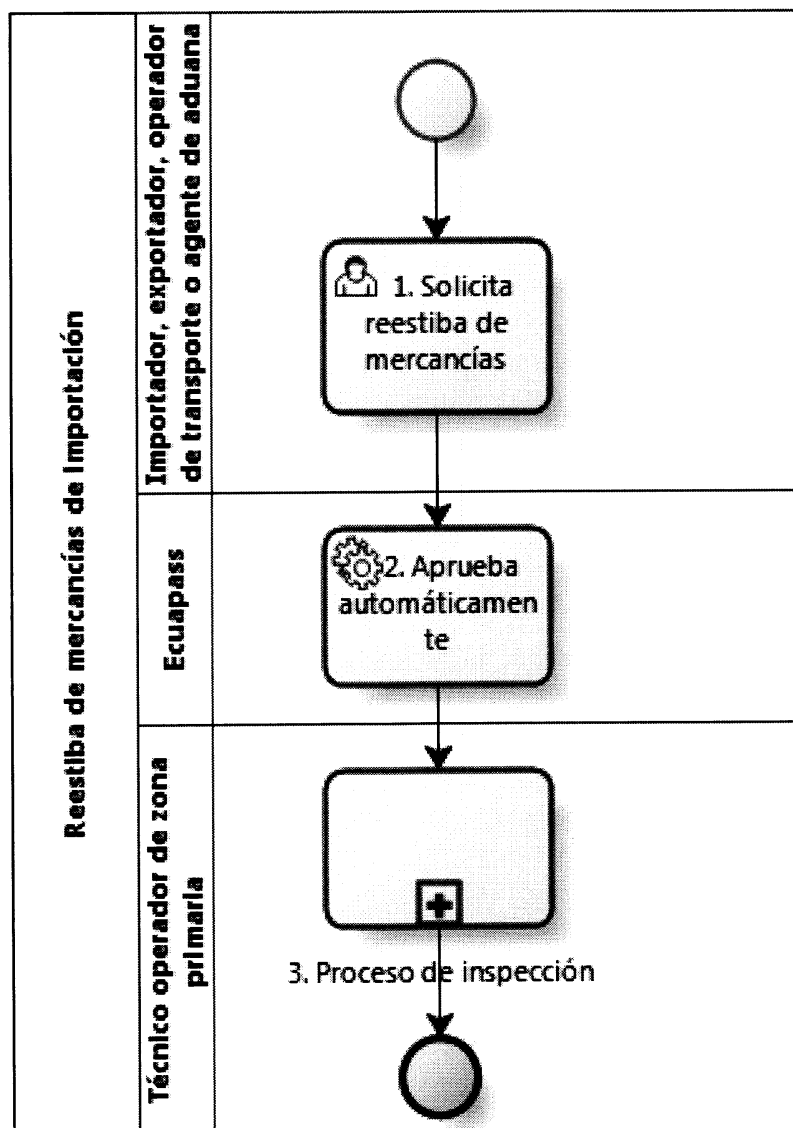 Reestiba de mercancías de Importación
Importador, exportador, operador
de transporte o agente de aduana
1. Solicita
reestiba de
mercancías
Ecuapass
2. Aprueba
automáticamen
te
Técnico operador de zona
primaria
3. Proceso de inspección